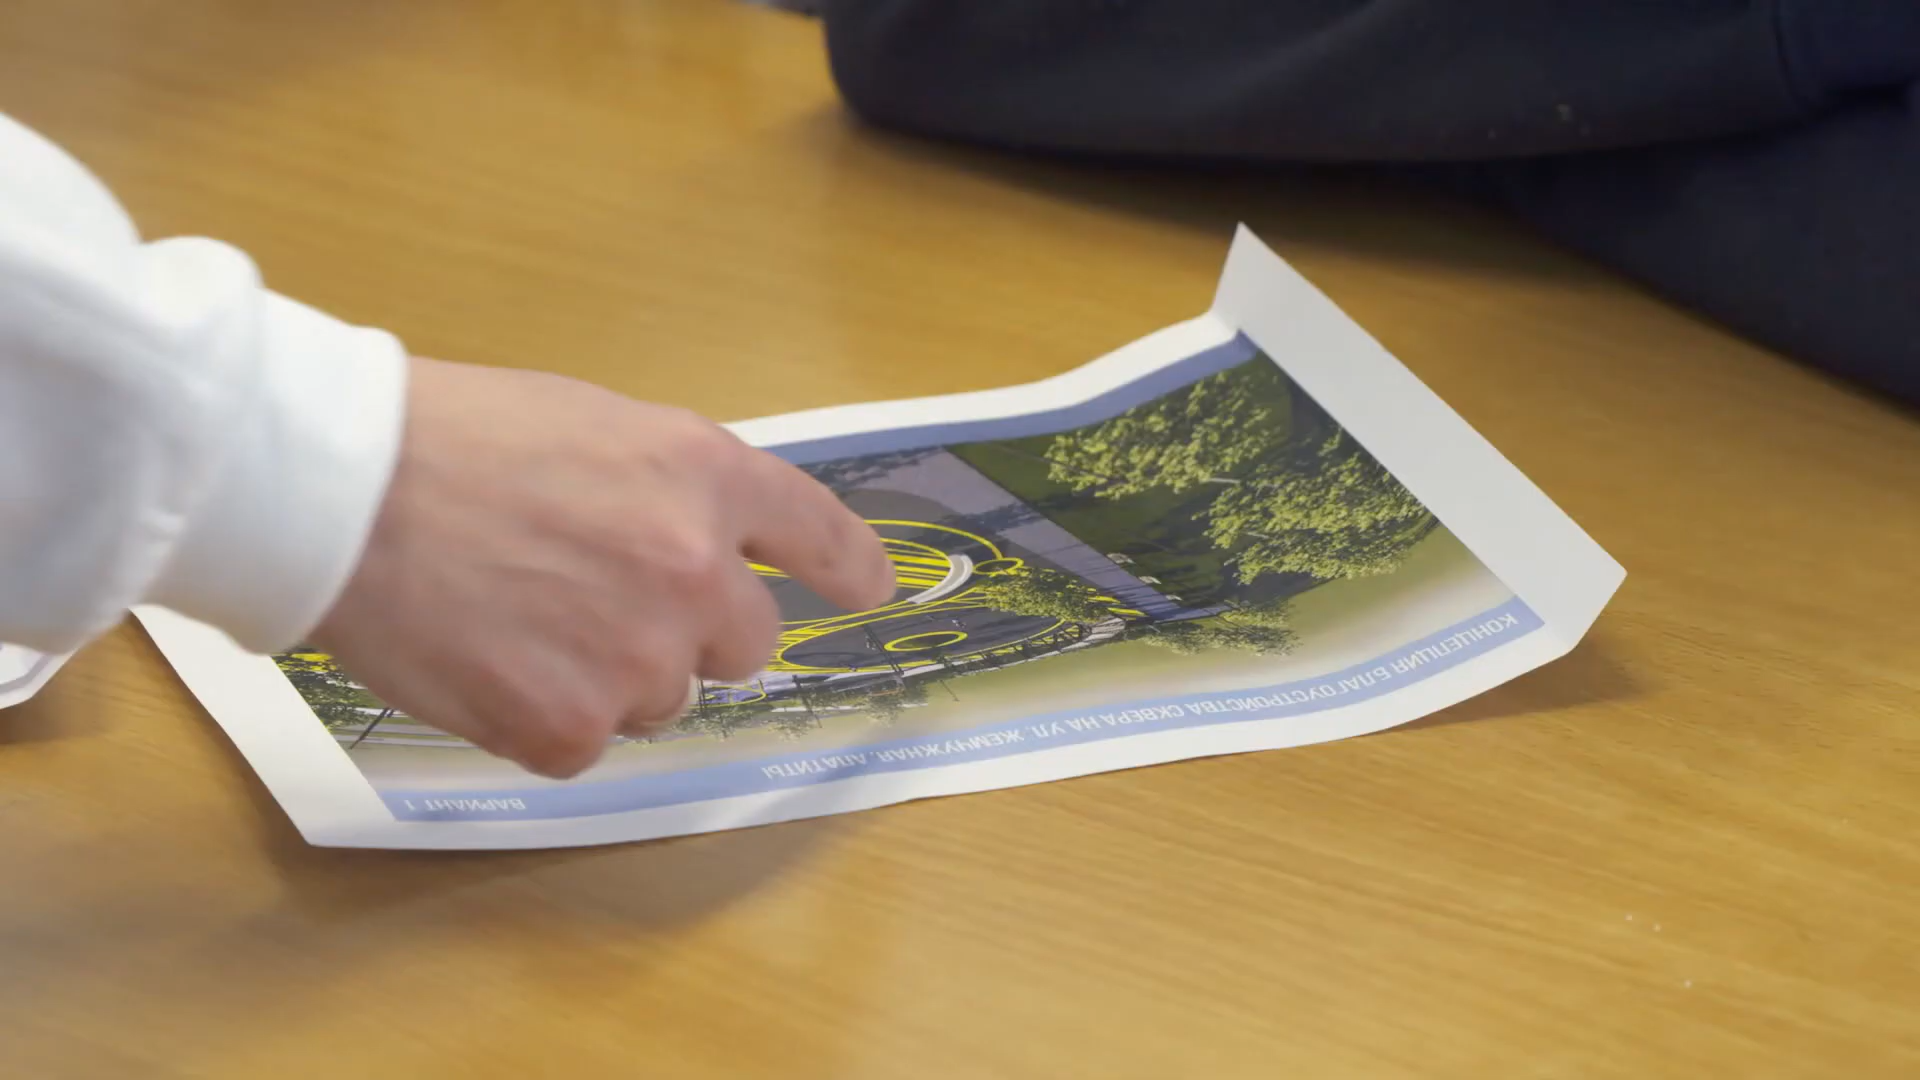 КОНЦЕПЦИЯ БЛАГОУСТРОЙСТВА СКВЕРА НА УЛ. ЖЕМЧУЖНАЯ, АПАТИТЫ
ВАРИАНТ 1